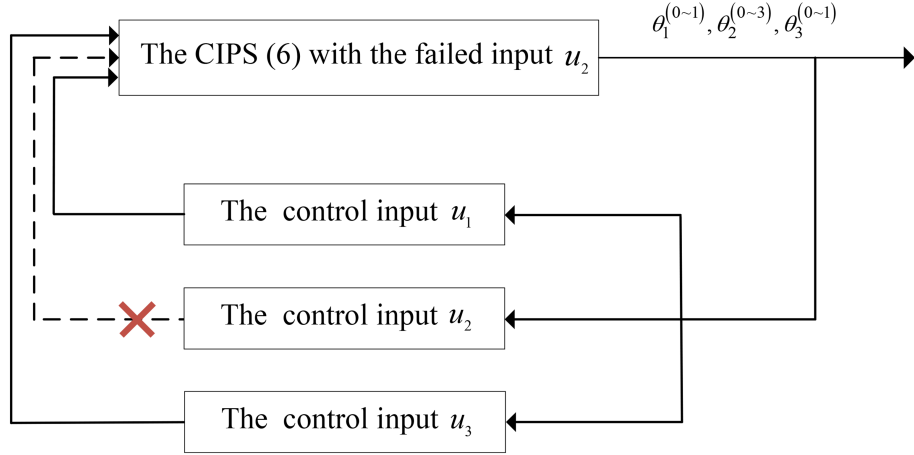 θ₁^(0~1), θ₂^(0~3), θ₃^(0~1)
The CIPS (6) with the failed input u₂
The control input u₁
The control input u₂
The control input u₃